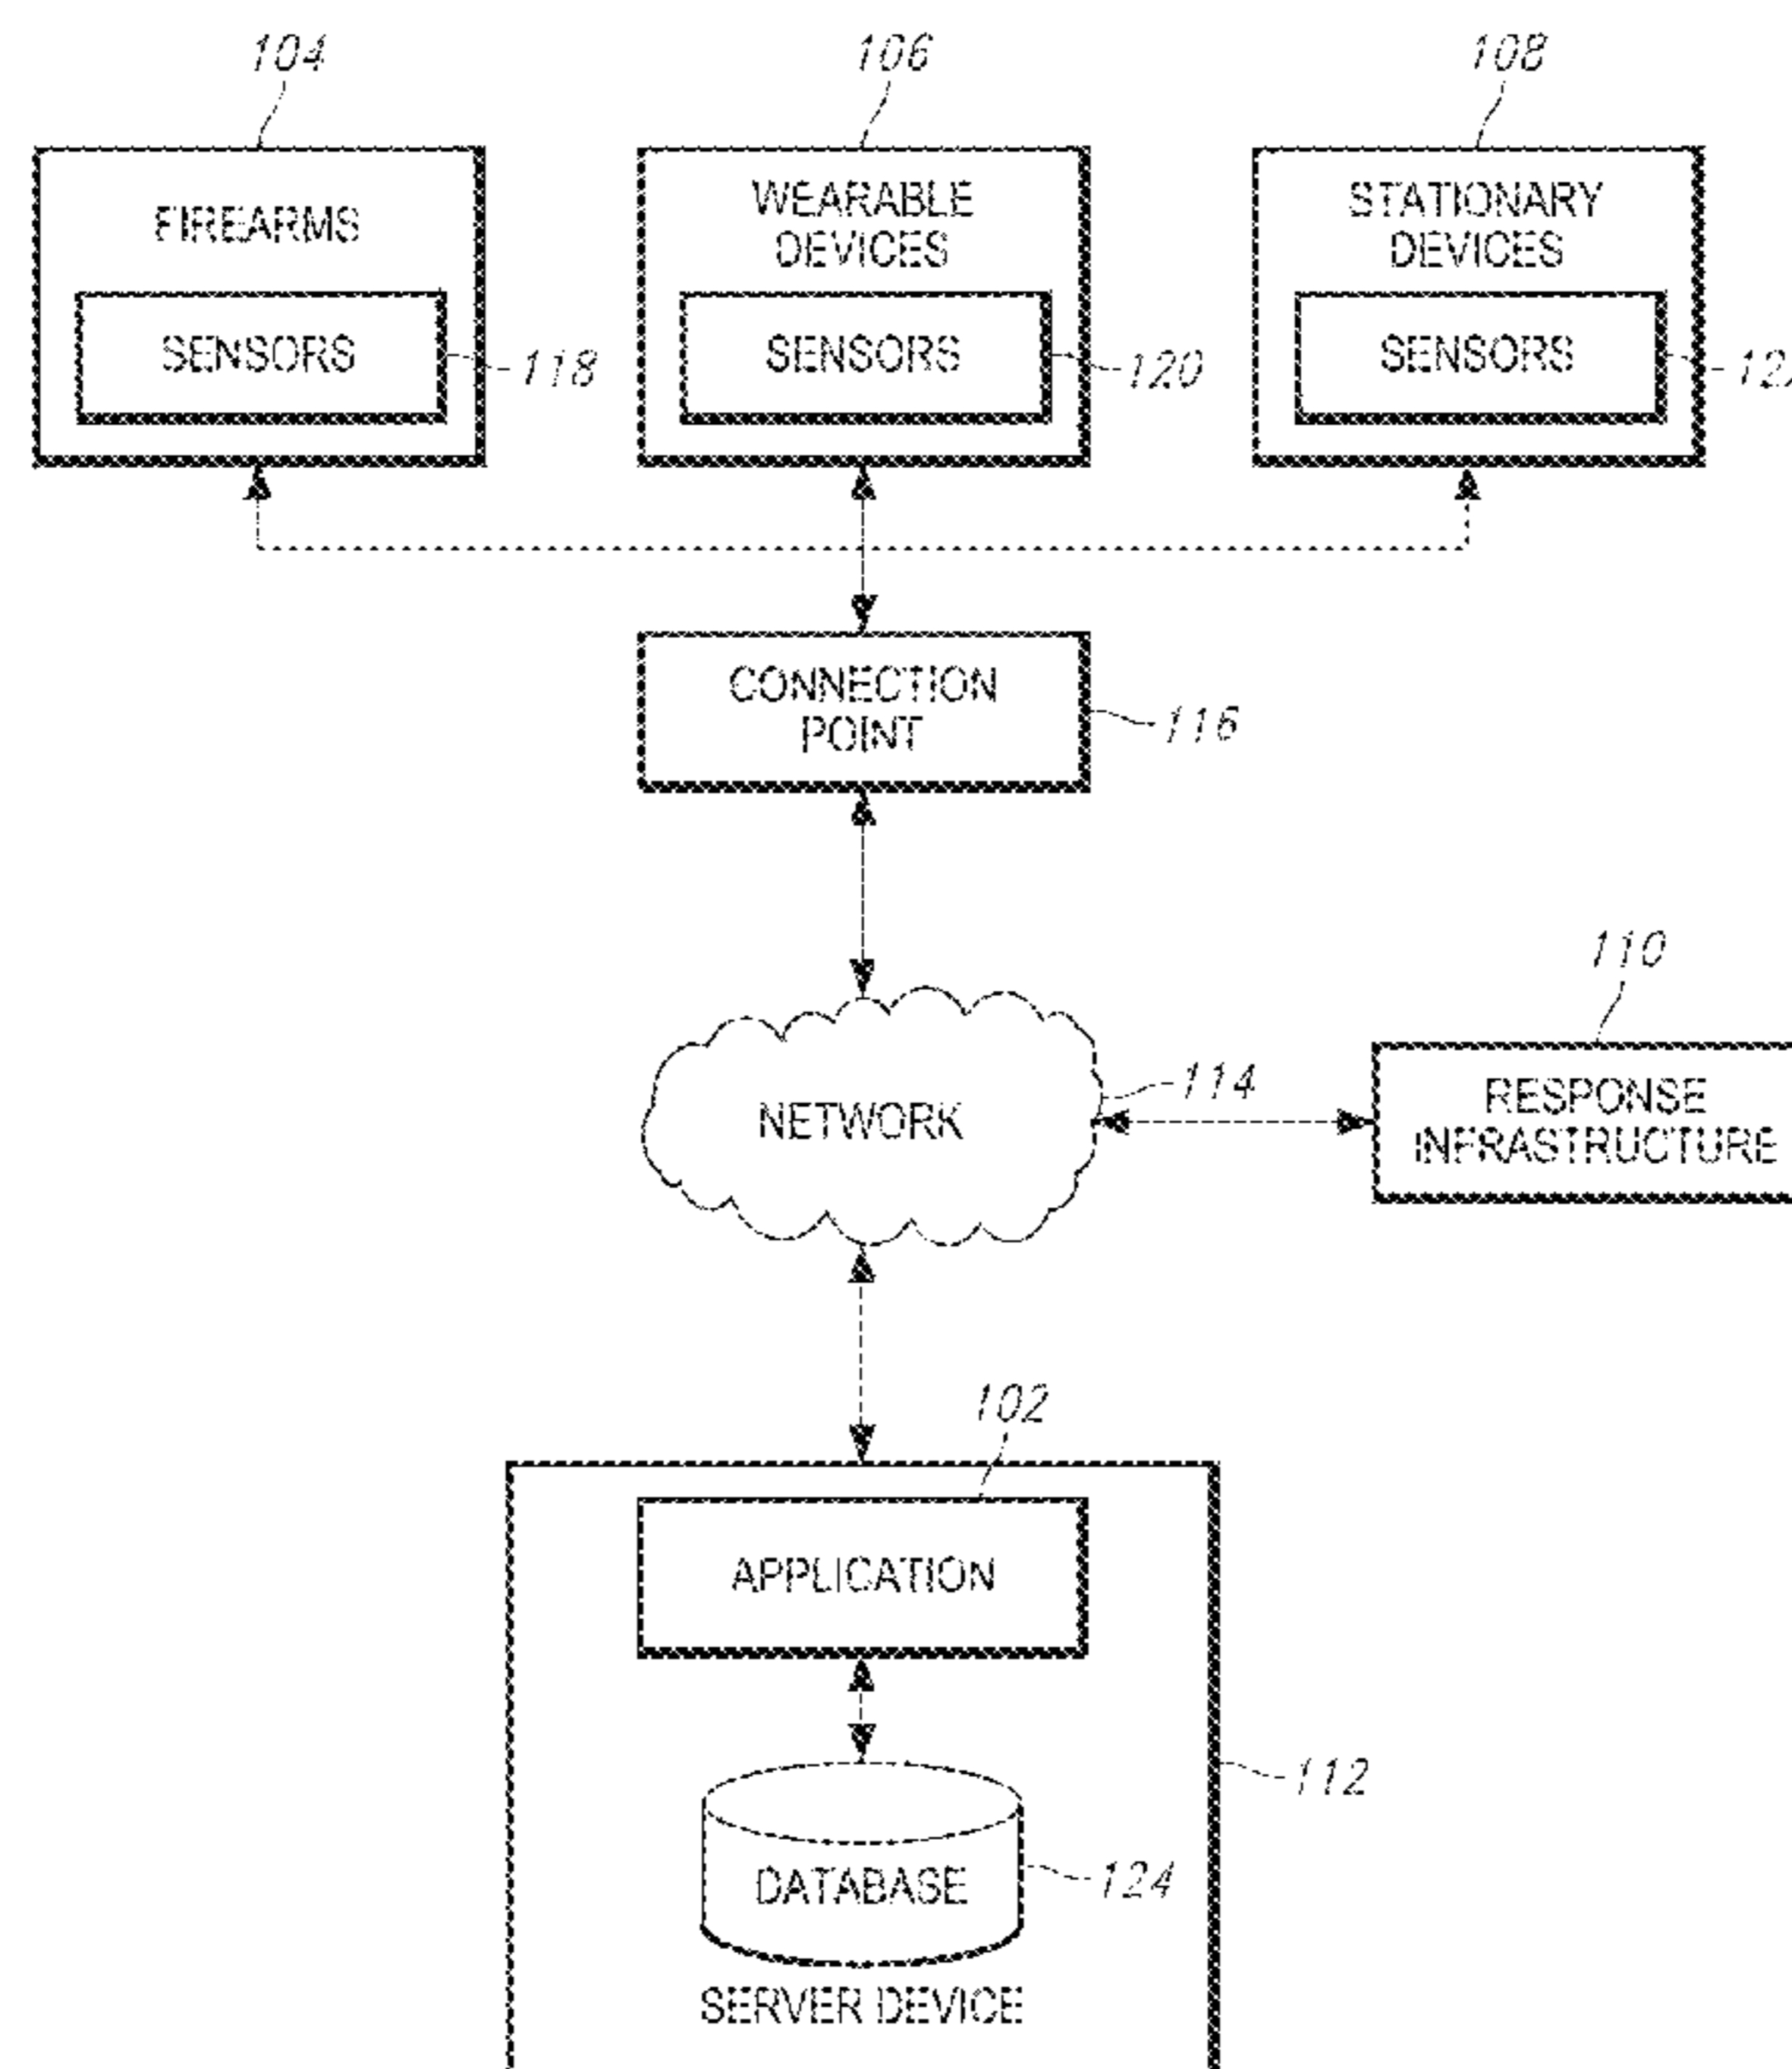 104
106
108
FIREARMS
WEARABLE
DEVICES
STATIONARY
DEVICES
SENSORS
118
SENSORS
120
SENSORS
CONNECTION
POINT
116
110
NETWORK
114
RESPONSE
INFRASTRUCTURE
102
APPLICATION
112
DATABASE
124
SERVER DEVICE